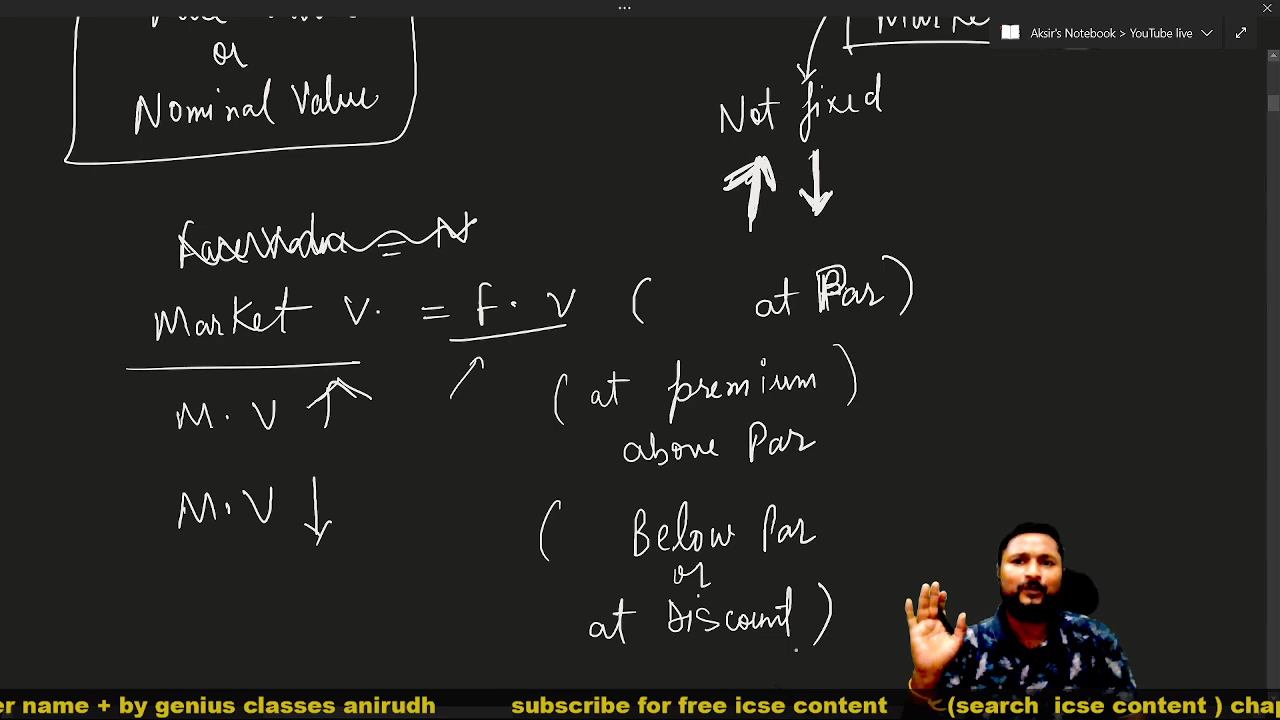 Aksir's Notebook > YouTube live
or
Nominal Value
Not fixed
Market V. = F. V ( at Par )
M. V
( at premium )
above Par
M. V
( Below Par
or
at Discount )
er name + by genius classes anirudh subscribe for free icse content (search icse content ) chap